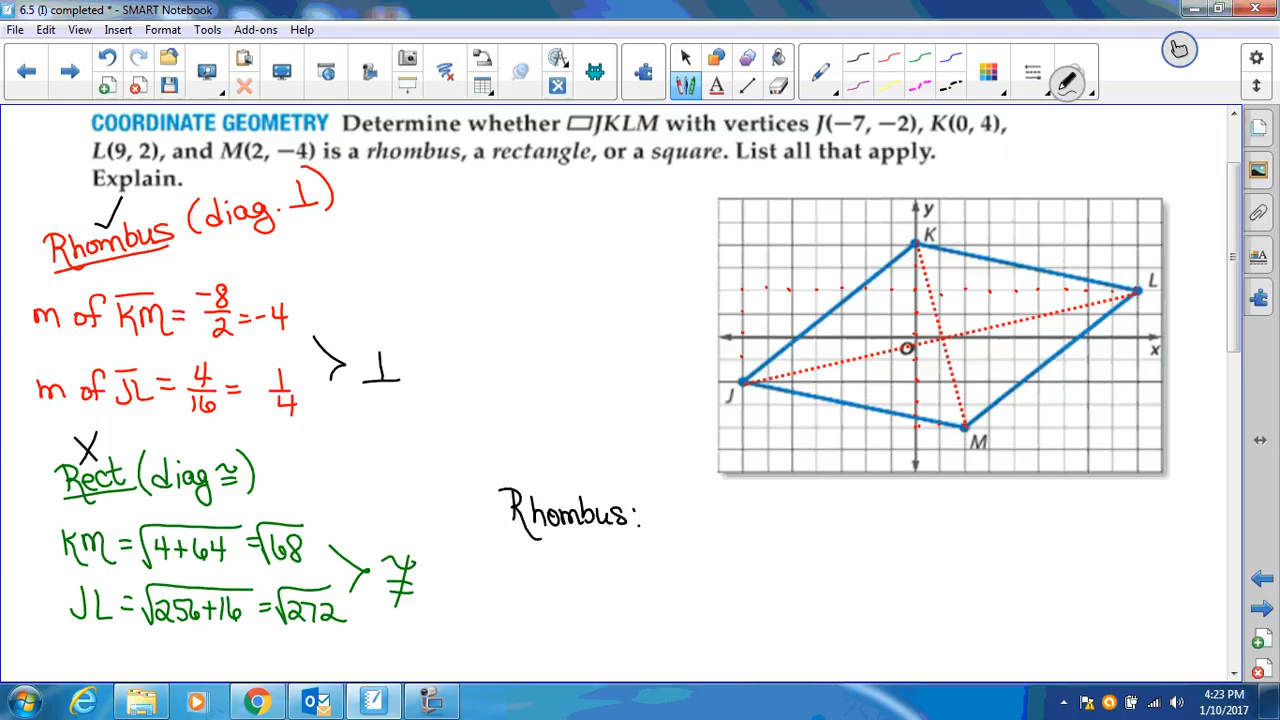 6.5 (I) completed * - SMART Notebook
File Edit View Insert Format Tools Add-ons Help
COORDINATE GEOMETRY Determine whether ▱JKLM with vertices J(−7, −2), K(0, 4),
L(9, 2), and M(2, −4) is a rhombus, a rectangle, or a square. List all that apply.
Explain.
✓
Rhombus (diag. ⊥)
m of KM = -8/2 = -4
m of JL = 4/16 = 1/4
> ⊥
X
Rect (diag ≅)
KM = √4+64 = √68
JL = √256+16 = √272
> ≇
y
K
L
O
x
J
M
Rhombus:
4:23 PM
1/10/2017